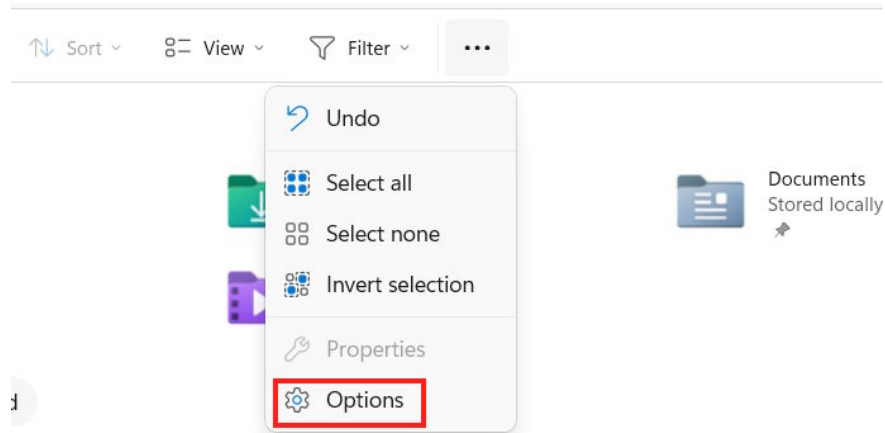 Sort
View
Filter
Undo
Select all
Select none
Invert selection
Properties
Options
Documents
Stored locally
d